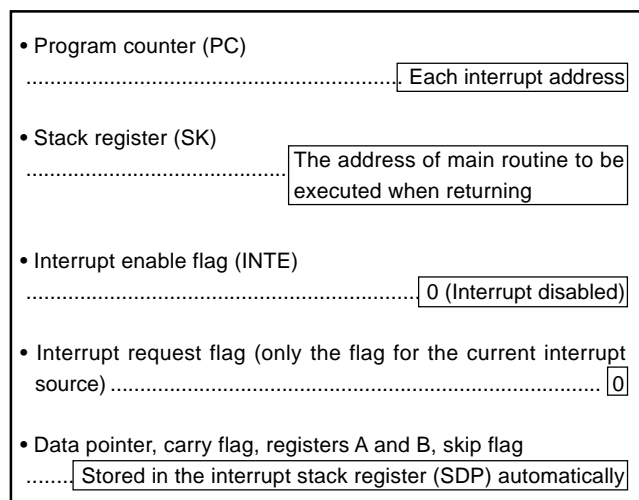 • Program counter (PC)
............................................................... Each interrupt address
• Stack register (SK)
........................................... The address of main routine to be
executed when returning
• Interrupt enable flag (INTE)
.................................................................. 0 (Interrupt disabled)
• Interrupt request flag (only the flag for the current interrupt
source) ................................................................................. 0
• Data pointer, carry flag, registers A and B, skip flag
........ Stored in the interrupt stack register (SDP) automatically